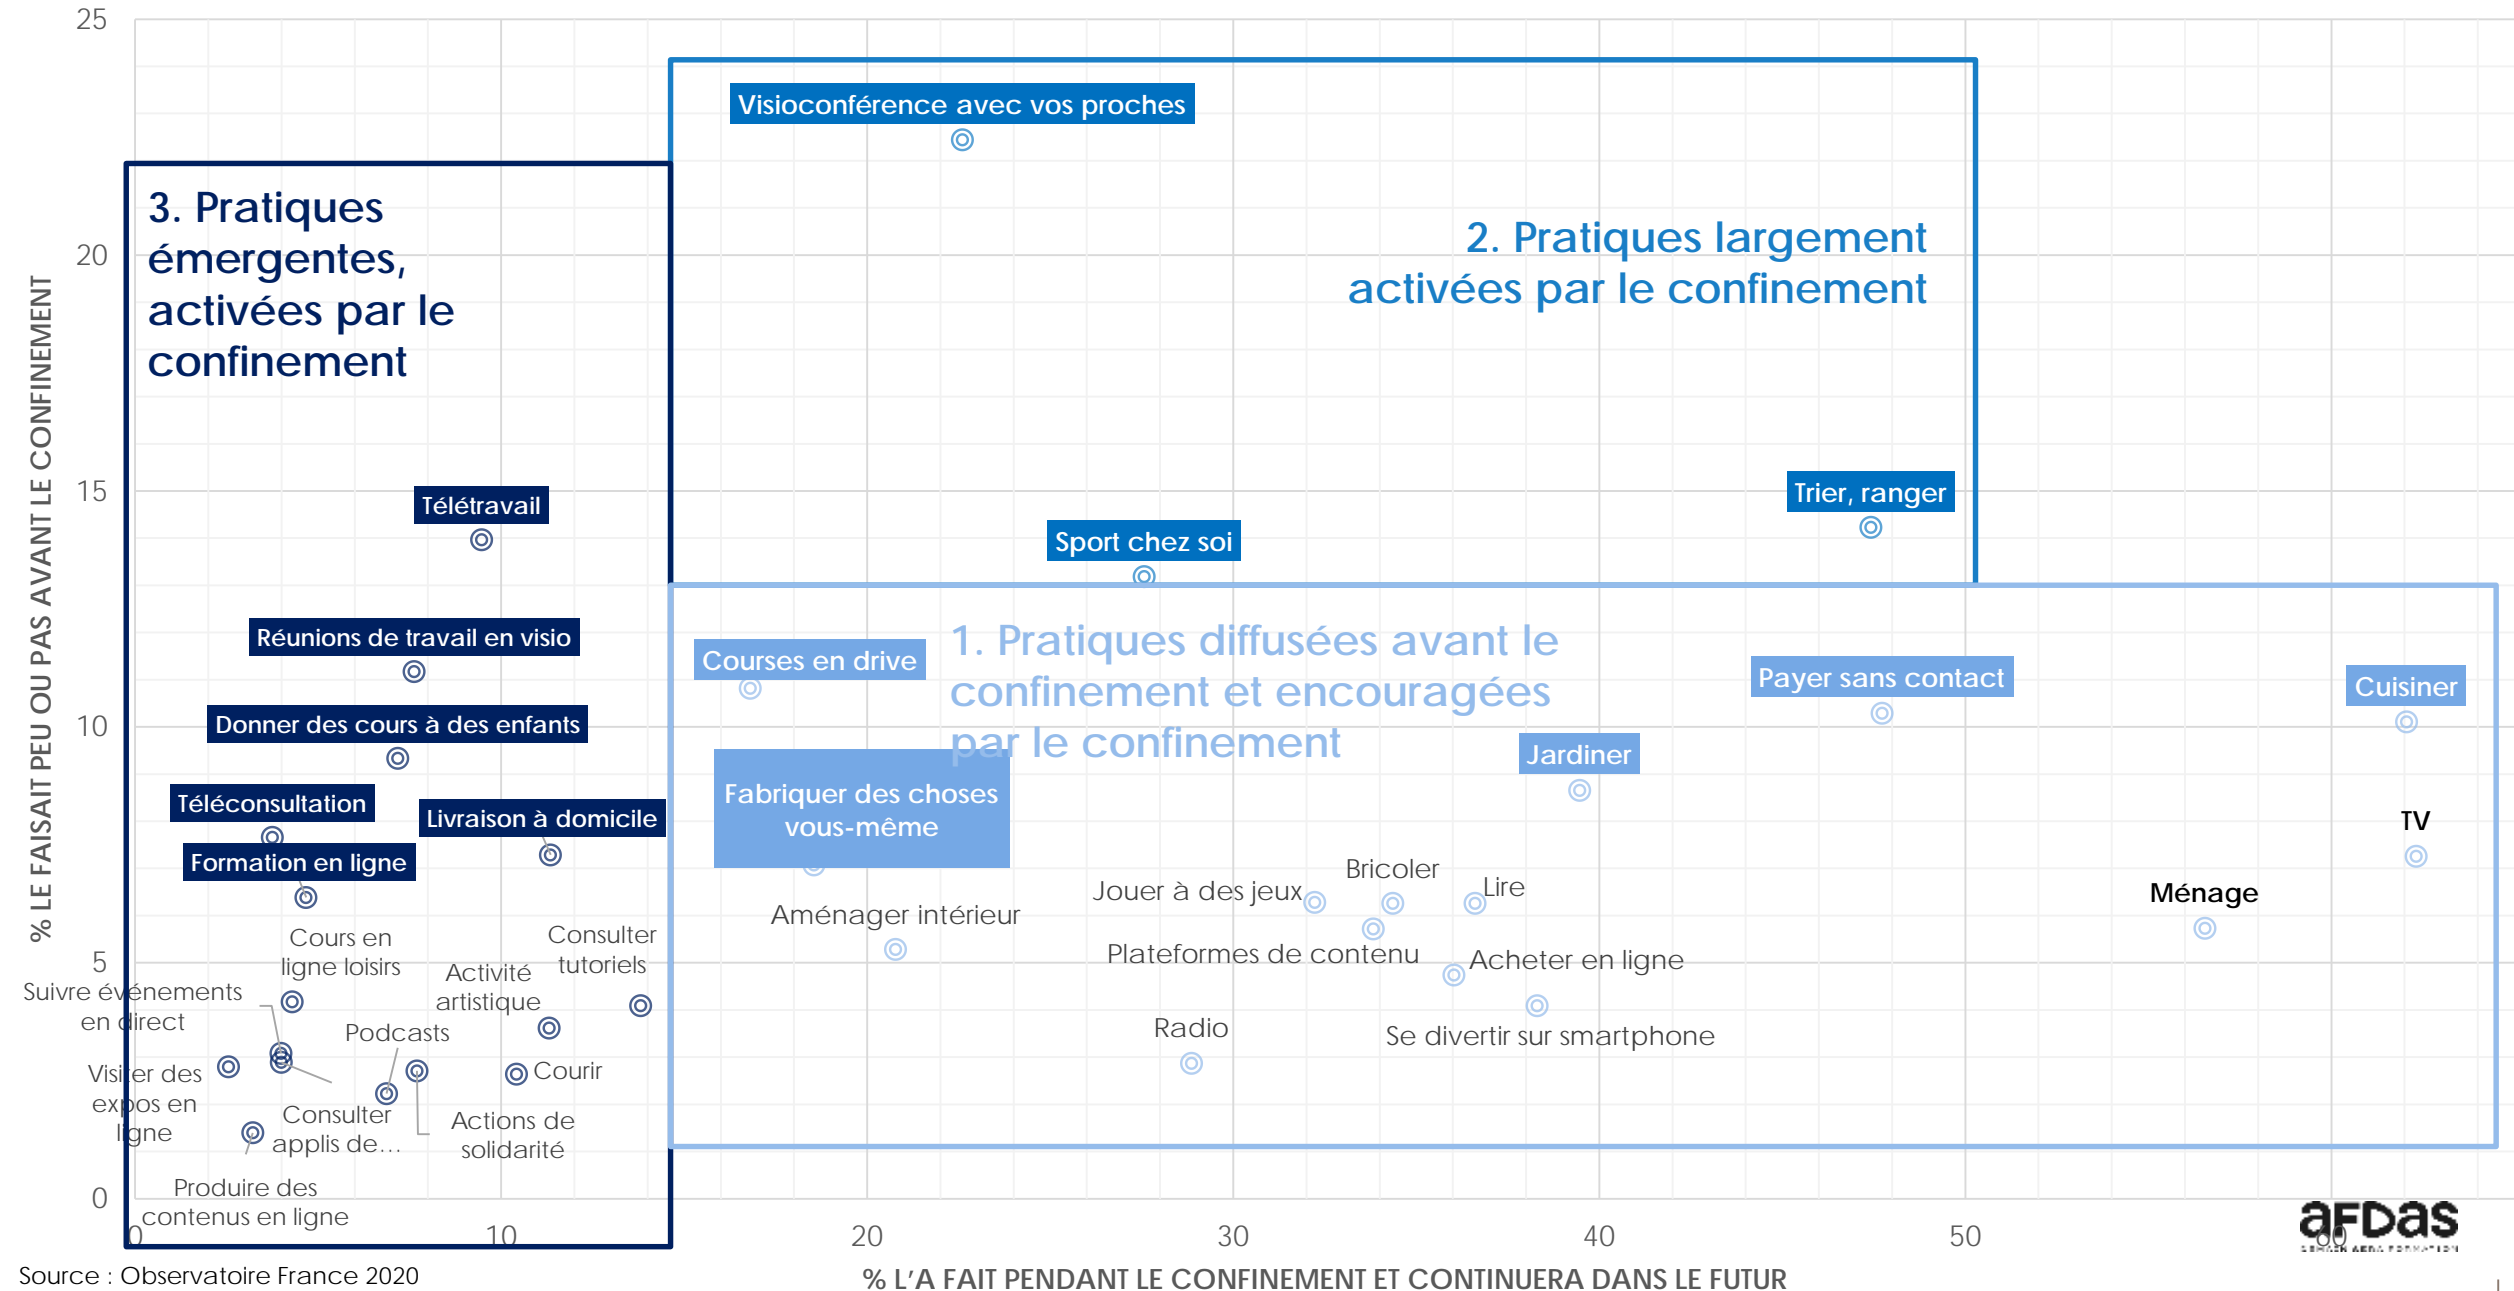 25
20
15
10
5
0
% LE FAISAIT PEU OU PAS AVANT LE CONFINEMENT
Visioconférence avec vos proches
3. Pratiques
émergentes,
activées par le
confinement
2. Pratiques largement
activées par le confinement
Télétravail
Trier, ranger
Sport chez soi
Réunions de travail en visio
Courses en drive
1. Pratiques diffusées avant le
confinement et encouragées
par le confinement
Payer sans contact
Cuisiner
Donner des cours à des enfants
Jardiner
Fabriquer des choses
vous-même
Téléconsultation
Livraison à domicile
TV
Formation en ligne
Bricoler
Jouer à des jeux
Lire
Ménage
Aménager intérieur
Cours en
ligne loisirs
Consulter
tutoriels
Plateformes de contenu
Acheter en ligne
Activité
artistique
Suivre événements
en direct
Podcasts
Radio
Se divertir sur smartphone
Visiter des
expos en
ligne
Courir
Consulter
applis de…
Actions de
solidarité
Produire des
contenus en ligne
0
10
20
30
40
50
60
aFDas
Source : Observatoire France 2020
% L'A FAIT PENDANT LE CONFINEMENT ET CONTINUERA DANS LE FUTUR